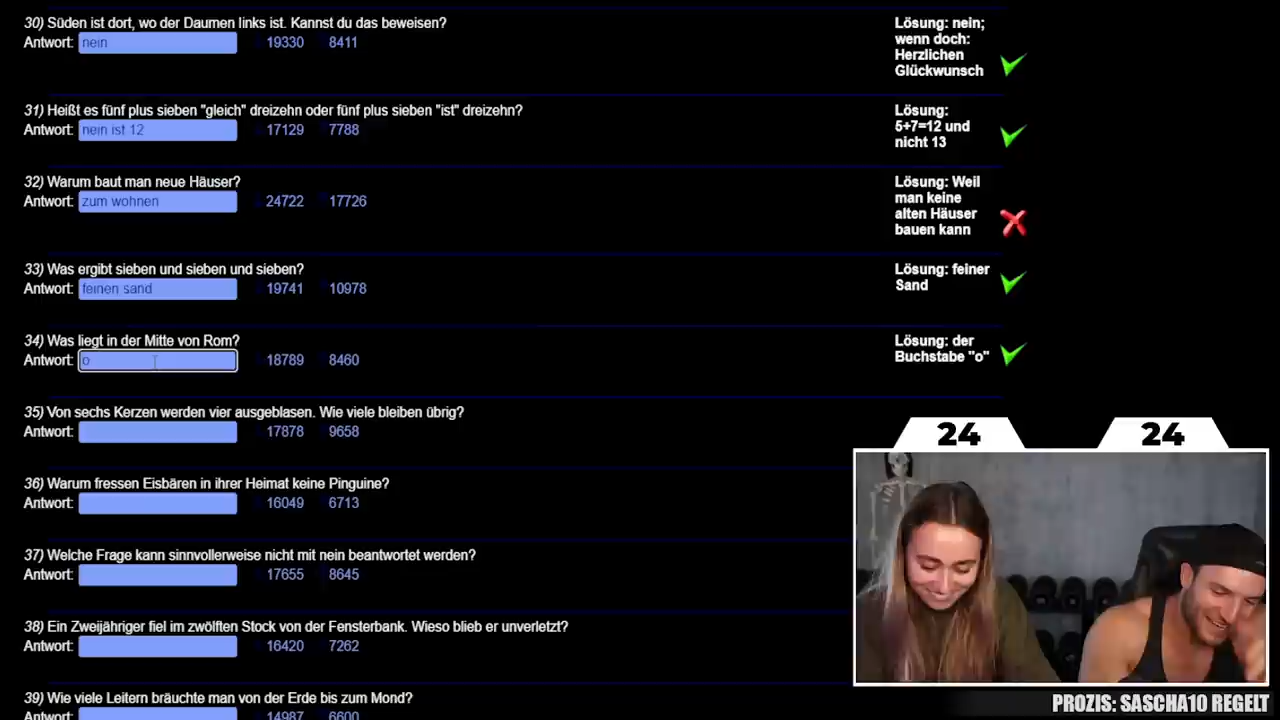 30) Süden ist dort, wo der Daumen links ist. Kannst du das beweisen?
Antwort: nein 19330 8411
Lösung: nein;
wenn doch:
Herzlichen
Glückwunsch
31) Heißt es fünf plus sieben "gleich" dreizehn oder fünf plus sieben "ist" dreizehn?
Antwort: nein ist 12 17129 7788
Lösung:
5+7=12 und
nicht 13
32) Warum baut man neue Häuser?
Antwort: zum wohnen 24722 17726
Lösung: Weil
man keine
alten Häuser
bauen kann
33) Was ergibt sieben und sieben und sieben?
Antwort: feinen sand 19741 10978
Lösung: feiner
Sand
34) Was liegt in der Mitte von Rom?
Antwort: o 18789 8460
Lösung: der
Buchstabe "o"
35) Von sechs Kerzen werden vier ausgeblasen. Wie viele bleiben übrig?
Antwort: 17878 9658
36) Warum fressen Eisbären in ihrer Heimat keine Pinguine?
Antwort: 16049 6713
37) Welche Frage kann sinnvollerweise nicht mit nein beantwortet werden?
Antwort: 17655 8645
38) Ein Zweijähriger fiel im zwölften Stock von der Fensterbank. Wieso blieb er unverletzt?
Antwort: 16420 7262
39) Wie viele Leitern bräuchte man von der Erde bis zum Mond?
Antwort: 14987 6600
24 24
PROZIS: SASCHA10 REGELT